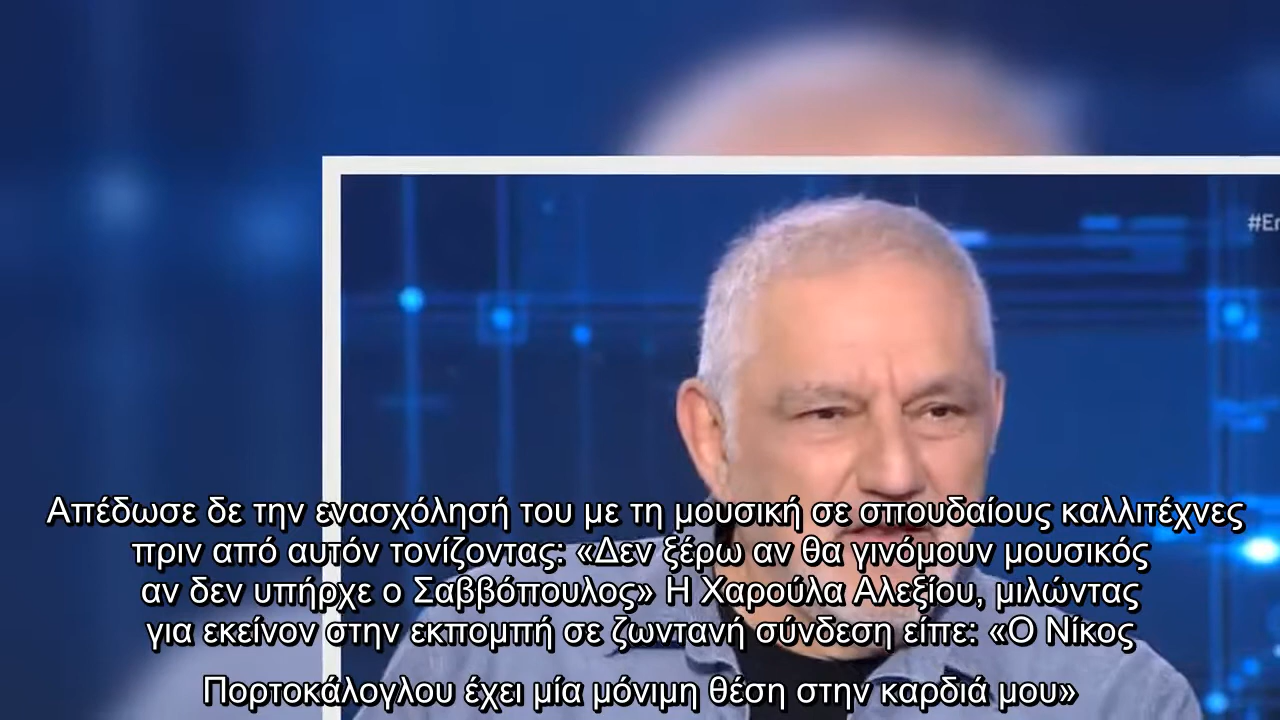 #En
Απέδωσε δε την ενασχόλησή του με τη μουσική σε σπουδαίους καλλιτέχνες
πριν από αυτόν τονίζοντας: «Δεν ξέρω αν θα γινόμουν μουσικός
αν δεν υπήρχε ο Σαββόπουλος» Η Χαρούλα Αλεξίου, μιλώντας
για εκείνον στην εκπομπή σε ζωντανή σύνδεση είπε: «Ο Νίκος
Πορτοκάλογλου έχει μία μόνιμη θέση στην καρδιά μου»